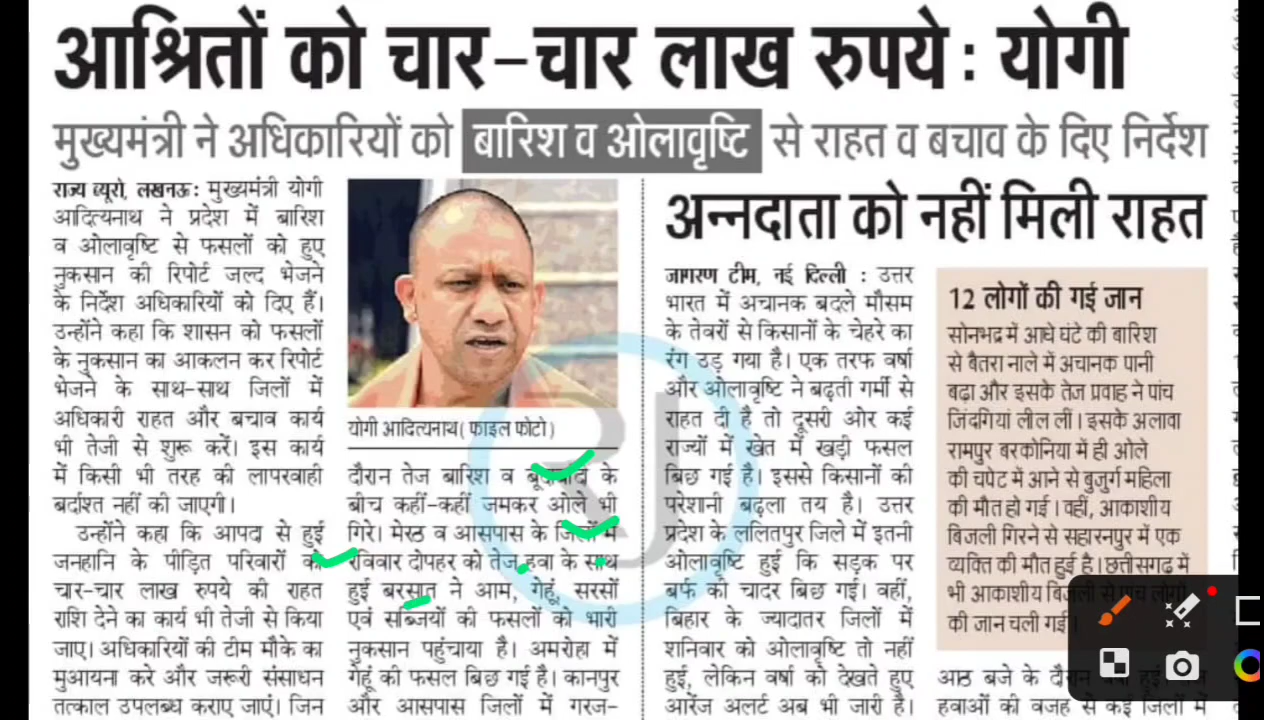 आश्रितों को चार-चार लाख रुपये : योगी
मुख्यमंत्री ने अधिकारियों को बारिश व ओलावृष्टि से राहत व बचाव के दिए निर्देश
राज्य ब्यूरो, लखनऊ : मुख्यमंत्री योगी
आदित्यनाथ ने प्रदेश में बारिश
व ओलावृष्टि से फसलों को हुए
नुकसान की रिपोर्ट जल्द भेजने
के निर्देश अधिकारियों को दिए हैं।
उन्होंने कहा कि शासन को फसलों
के नुकसान का आकलन कर रिपोर्ट
भेजने के साथ-साथ जिलों में
अधिकारी राहत और बचाव कार्य
भी तेजी से शुरू करें। इस कार्य
में किसी भी तरह की लापरवाही
बर्दाश्त नहीं की जाएगी।
उन्होंने कहा कि आपदा से हुई
जनहानि के पीड़ित परिवारों को
चार-चार लाख रुपये की राहत
राशि देने का कार्य भी तेजी से किया
जाए। अधिकारियों की टीम मौके का
मुआयना करे और जरूरी संसाधन
तत्काल उपलब्ध कराए जाएं। जिन
योगी आदित्यनाथ ( फाइल फोटो )
दौरान तेज बारिश व बूंदाबांदी के
बीच कहीं-कहीं जमकर ओले भी
गिरे। मेरठ व आसपास के जिलों में
रविवार दोपहर को तेज हवा के साथ
हुई बरसात ने आम, गेहूं, सरसों
एवं सब्जियों की फसलों को भारी
नुकसान पहुंचाया है। अमरोहा में
गेहूं की फसल बिछ गई है। कानपुर
और आसपास जिलों में गरज-
अन्नदाता को नहीं मिली राहत
जागरण टीम, नई दिल्ली : उत्तर
भारत में अचानक बदले मौसम
के तेवरों से किसानों के चेहरे का
रंग उड़ गया है। एक तरफ वर्षा
और ओलावृष्टि ने बढ़ती गर्मी से
राहत दी है तो दूसरी ओर कई
राज्यों में खेत में खड़ी फसल
बिछ गई है। इससे किसानों की
परेशानी बढ़ना तय है। उत्तर
प्रदेश के ललितपुर जिले में इतनी
ओलावृष्टि हुई कि सड़क पर
बर्फ की चादर बिछ गई। वहीं,
बिहार के ज्यादातर जिलों में
शनिवार को ओलावृष्टि तो नहीं
हुई, लेकिन वर्षा को देखते हुए
आरेंज अलर्ट अब भी जारी है।
12 लोगों की गई जान
सोनभद्र में आधे घंटे की बारिश
से बैतरा नाले में अचानक पानी
बढ़ा और इसके तेज प्रवाह ने पांच
जिंदगियां लील लीं। इसके अलावा
रामपुर बरकोनिया में ही ओले
की चपेट में आने से बुजुर्ग महिला
की मौत हो गई। वहीं, आकाशीय
बिजली गिरने से सहारनपुर में एक
व्यक्ति की मौत हुई है। छत्तीसगढ़ में
भी आकाशीय बिजली से पांच लोगों
की जान चली गई
आठ बजे के दौरान
हवाओं की वजह से कई जिलों में